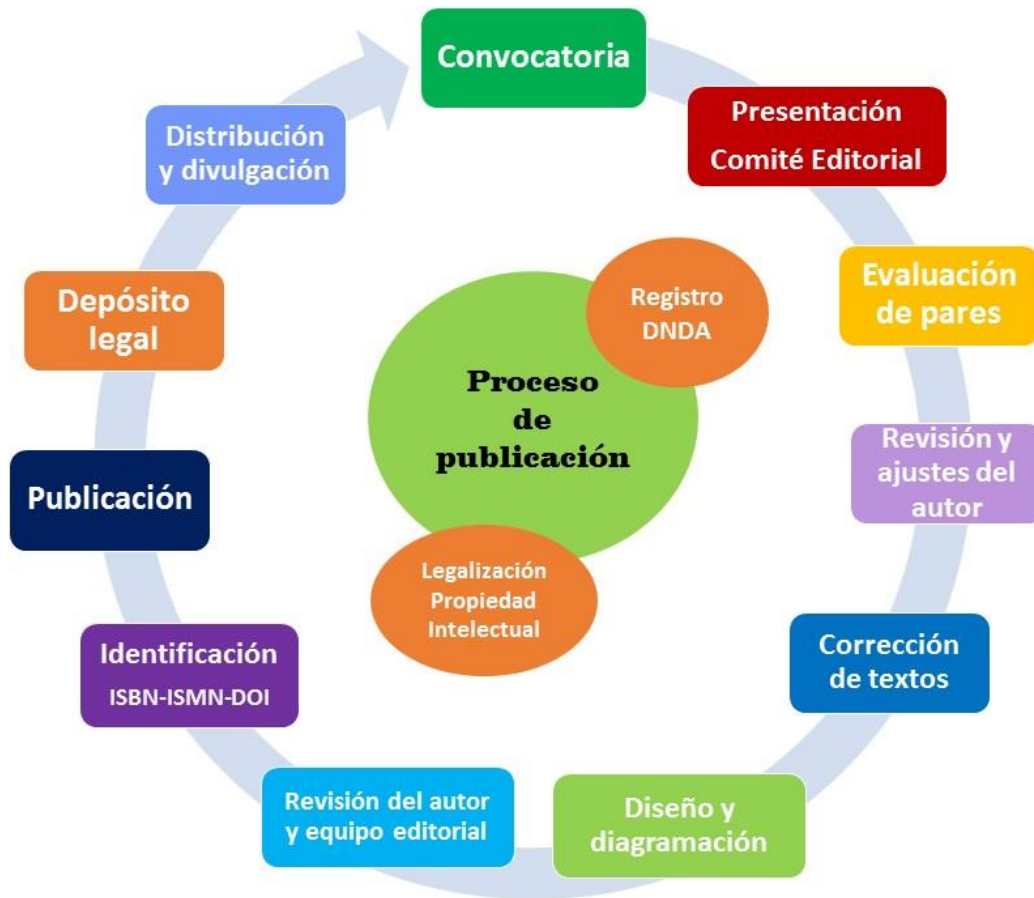 Convocatoria
Presentación
Comité Editorial
Evaluación
de pares
Revisión y
ajustes del
autor
Corrección
de textos
Diseño y
diagramación
Revisión del autor
y equipo editorial
Identificación
ISBN-ISMN-DOI
Publicación
Depósito
legal
Distribución
y divulgación
Registro
DNDA
Proceso
de
publicación
Legalización
Propiedad
Intelectual